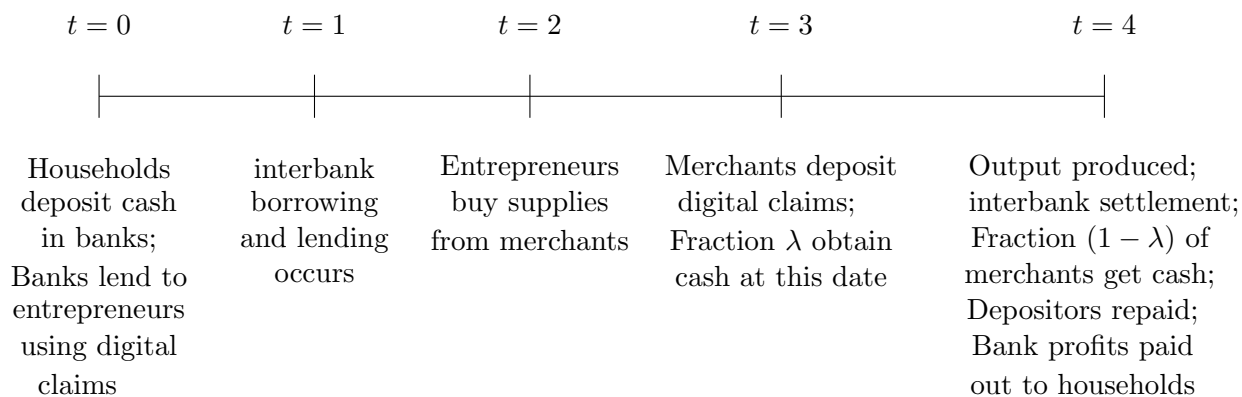 t = 0
t = 1
t = 2
t = 3
t = 4
Households
deposit cash
in banks;
Banks lend to
entrepreneurs
using digital
claims
interbank
borrowing
and lending
occurs
Entrepreneurs
buy supplies
from merchants
Merchants deposit
digital claims;
Fraction λ obtain
cash at this date
Output produced;
interbank settlement;
Fraction (1 − λ) of
merchants get cash;
Depositors repaid;
Bank profits paid
out to households